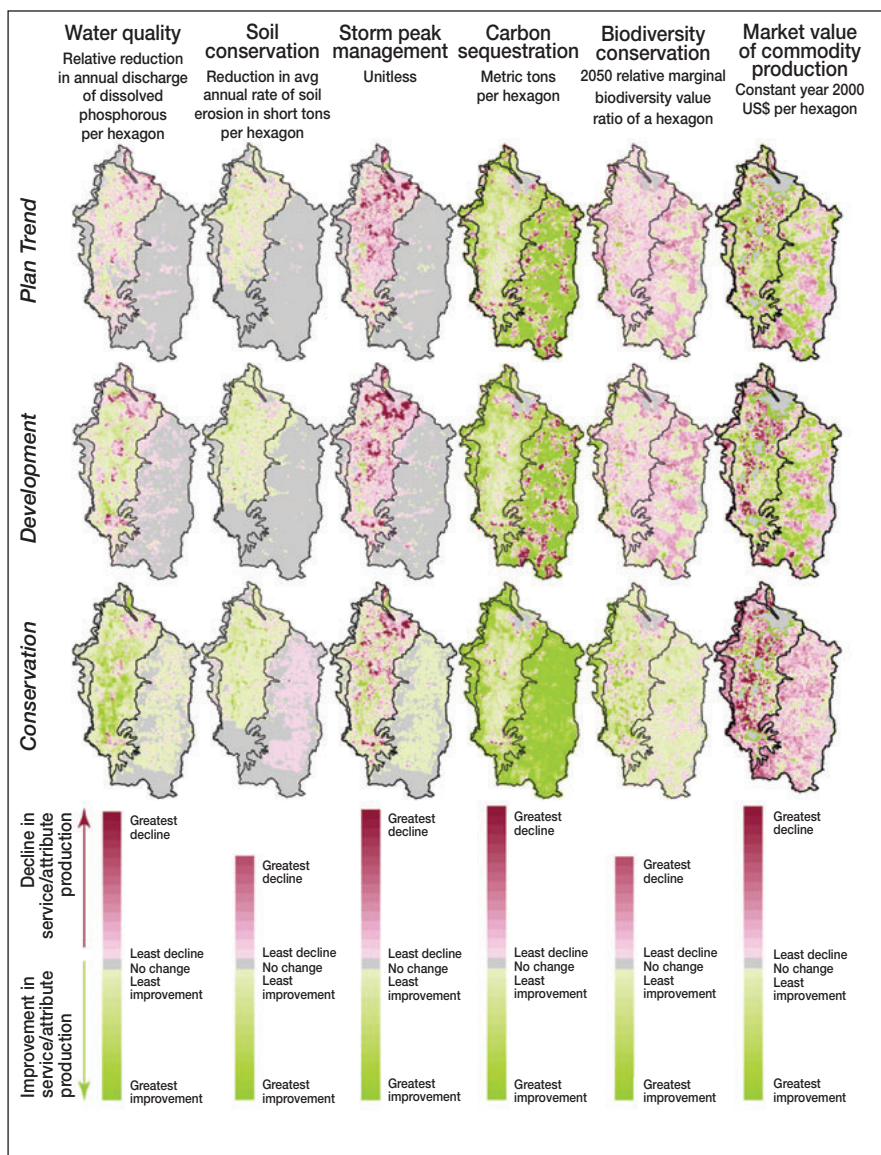 Water quality
Relative reduction
in annual discharge
of dissolved
phosphorous
per hexagon
Soil
conservation
Reduction in avg
annual rate of soil
erosion in short tons
per hexagon
Storm peak
management
Unitless
Carbon
sequestration
Metric tons
per hexagon
Biodiversity
conservation
2050 relative marginal
biodiversity value
ratio of a hexagon
Market value
of commodity
production
Constant year 2000
US$ per hexagon
Plan Trend
Development
Conservation
Decline in
service/attribute
production
Improvement in
service/attribute
production
Greatest
decline
Least decline
No change
Least
improvement
Greatest
improvement
Greatest
decline
Least decline
No change
Least
improvement
Greatest
improvement
Greatest
decline
Least decline
No change
Least
improvement
Greatest
improvement
Greatest
decline
Least decline
No change
Least
improvement
Greatest
improvement
Greatest
decline
Least decline
No change
Least
improvement
Greatest
improvement
Greatest
decline
Least decline
No change
Least
improvement
Greatest
improvement